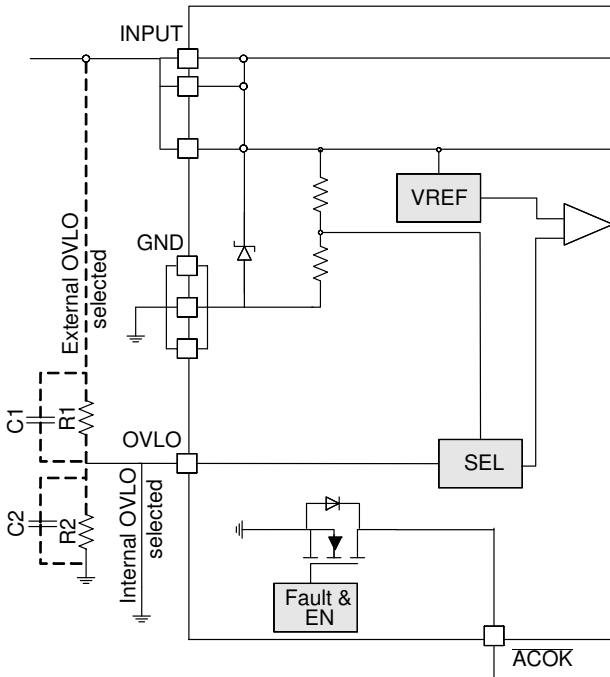 INPUT
VREF
GND
External OVLO
selected
C1
R1
OVLO
SEL
C2
R2
Internal OVLO
selected
Fault &
EN
ACOK